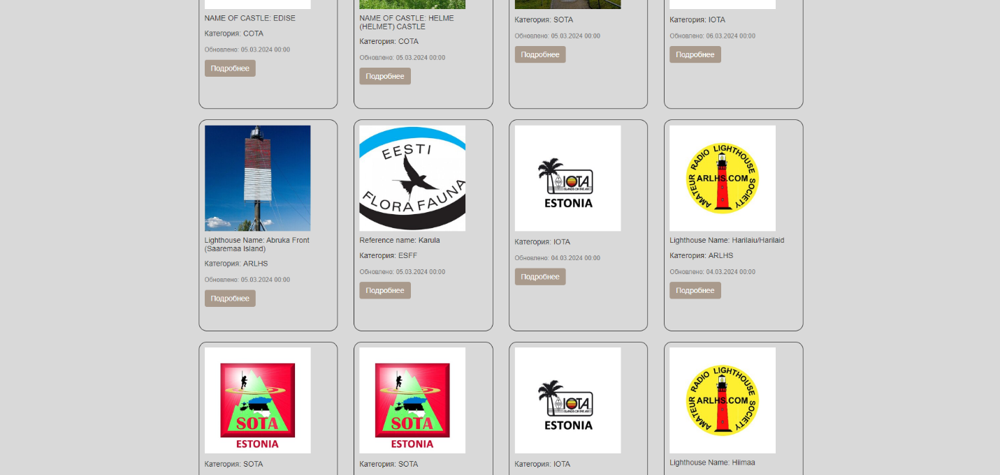 NAME OF CASTLE: EDISE
Категория: COTA
Обновлено: 05.03.2024 00:00
Подробнее
NAME OF CASTLE: HELME
(HELMET) CASTLE
Категория: COTA
Обновлено: 05.03.2024 00:00
Подробнее
Категория: SOTA
Обновлено: 05.03.2024 00:00
Подробнее
Категория: IOTA
Обновлено: 06.03.2024 00:00
Подробнее
Lighthouse Name: Abruka Front
(Saaremaa Island)
Категория: ARLHS
Обновлено: 05.03.2024 00:00
Подробнее
EESTI
FLORA FAUNA
Reference name: Karula
Категория: ESFF
Обновлено: 05.03.2024 00:00
Подробнее
IOTA
ISLANDS ON THE AIR
ESTONIA
Категория: IOTA
Обновлено: 04.03.2024 00:00
Подробнее
AMATEUR RADIO LIGHTHOUSE SOCIETY
ARLHS.COM
Lighthouse Name: Harilaiu/Harilaid
Категория: ARLHS
Обновлено: 04.03.2024 00:00
Подробнее
SOTA
ESTONIA
Категория: SOTA
SOTA
ESTONIA
Категория: SOTA
IOTA
ISLANDS ON THE AIR
ESTONIA
Категория: IOTA
AMATEUR RADIO LIGHTHOUSE SOCIETY
ARLHS.COM
Lighthouse Name: Hiimaa